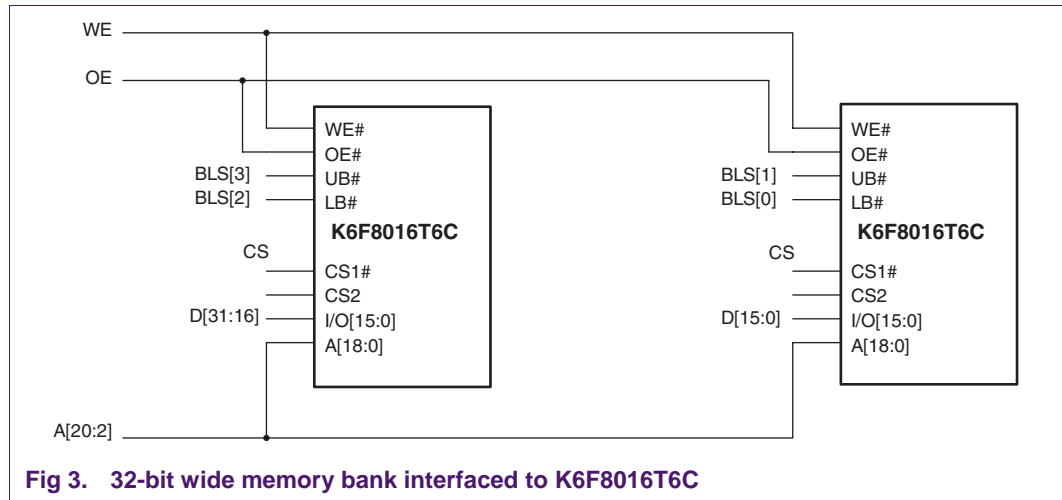 WE
OE
WE#
OE#
BLS[3] UB#
BLS[2] LB#
K6F8016T6C
CS
CS1#
CS2
D[31:16] I/O[15:0]
A[18:0]
WE#
OE#
BLS[1] UB#
BLS[0] LB#
K6F8016T6C
CS
CS1#
CS2
D[15:0] I/O[15:0]
A[18:0]
A[20:2]
Fig 3. 32-bit wide memory bank interfaced to K6F8016T6C